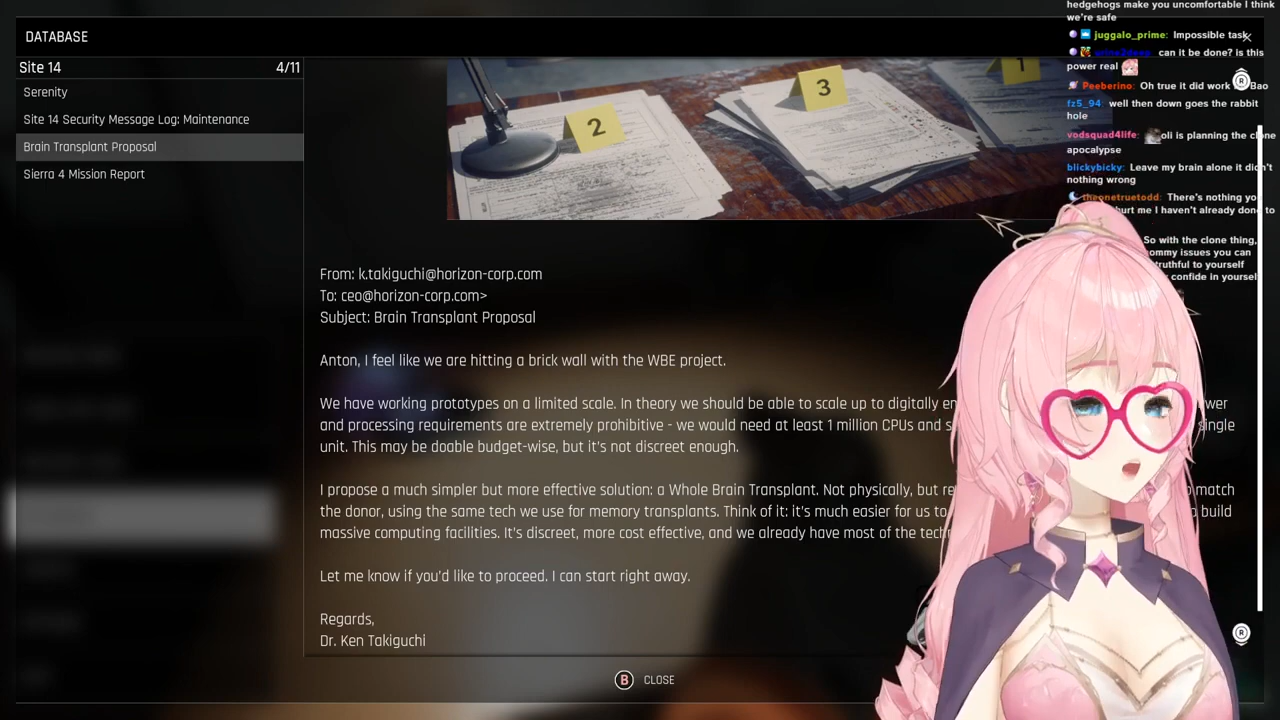 DATABASE
Site 14 4/11
Serenity
Site 14 Security Message Log: Maintenance
Brain Transplant Proposal
Sierra 4 Mission Report
2
3
1
From: k.takiguchi@horizon-corp.com
To: ceo@horizon-corp.com>
Subject: Brain Transplant Proposal
Anton, I feel like we are hitting a brick wall with the WBE project.
We have working prototypes on a limited scale. In theory we should be able to scale up to digitally en
and processing requirements are extremely prohibitive - we would need at least 1 million CPUs and s single
unit. This may be doable budget-wise, but it's not discreet enough.
I propose a much simpler but more effective solution: a Whole Brain Transplant. Not physically, but re match
the donor, using the same tech we use for memory transplants. Think of it: it's much easier for us to build
massive computing facilities. It's discreet, more cost effective, and we already have most of the tech
Let me know if you'd like to proceed. I can start right away.
Regards,
Dr. Ken Takiguchi
B CLOSE
R
R
hedgehogs make you uncomfortable I think
we're safe
juggalo_prime: Impossible task
can it be done? is this
power real
Peeberino: Oh true it did work Bao
fz5_94: well then down goes the rabbit
hole
vodsquad4life: oli is planning the clone
apocalypse
blickybicky: Leave my brain alone it didn't
nothing wrong
theonetruetodd: There's nothing yo
hurt me I haven't already done to
So with the clone thing,
ommy issues you can
truthful to yourself
confide in yoursel